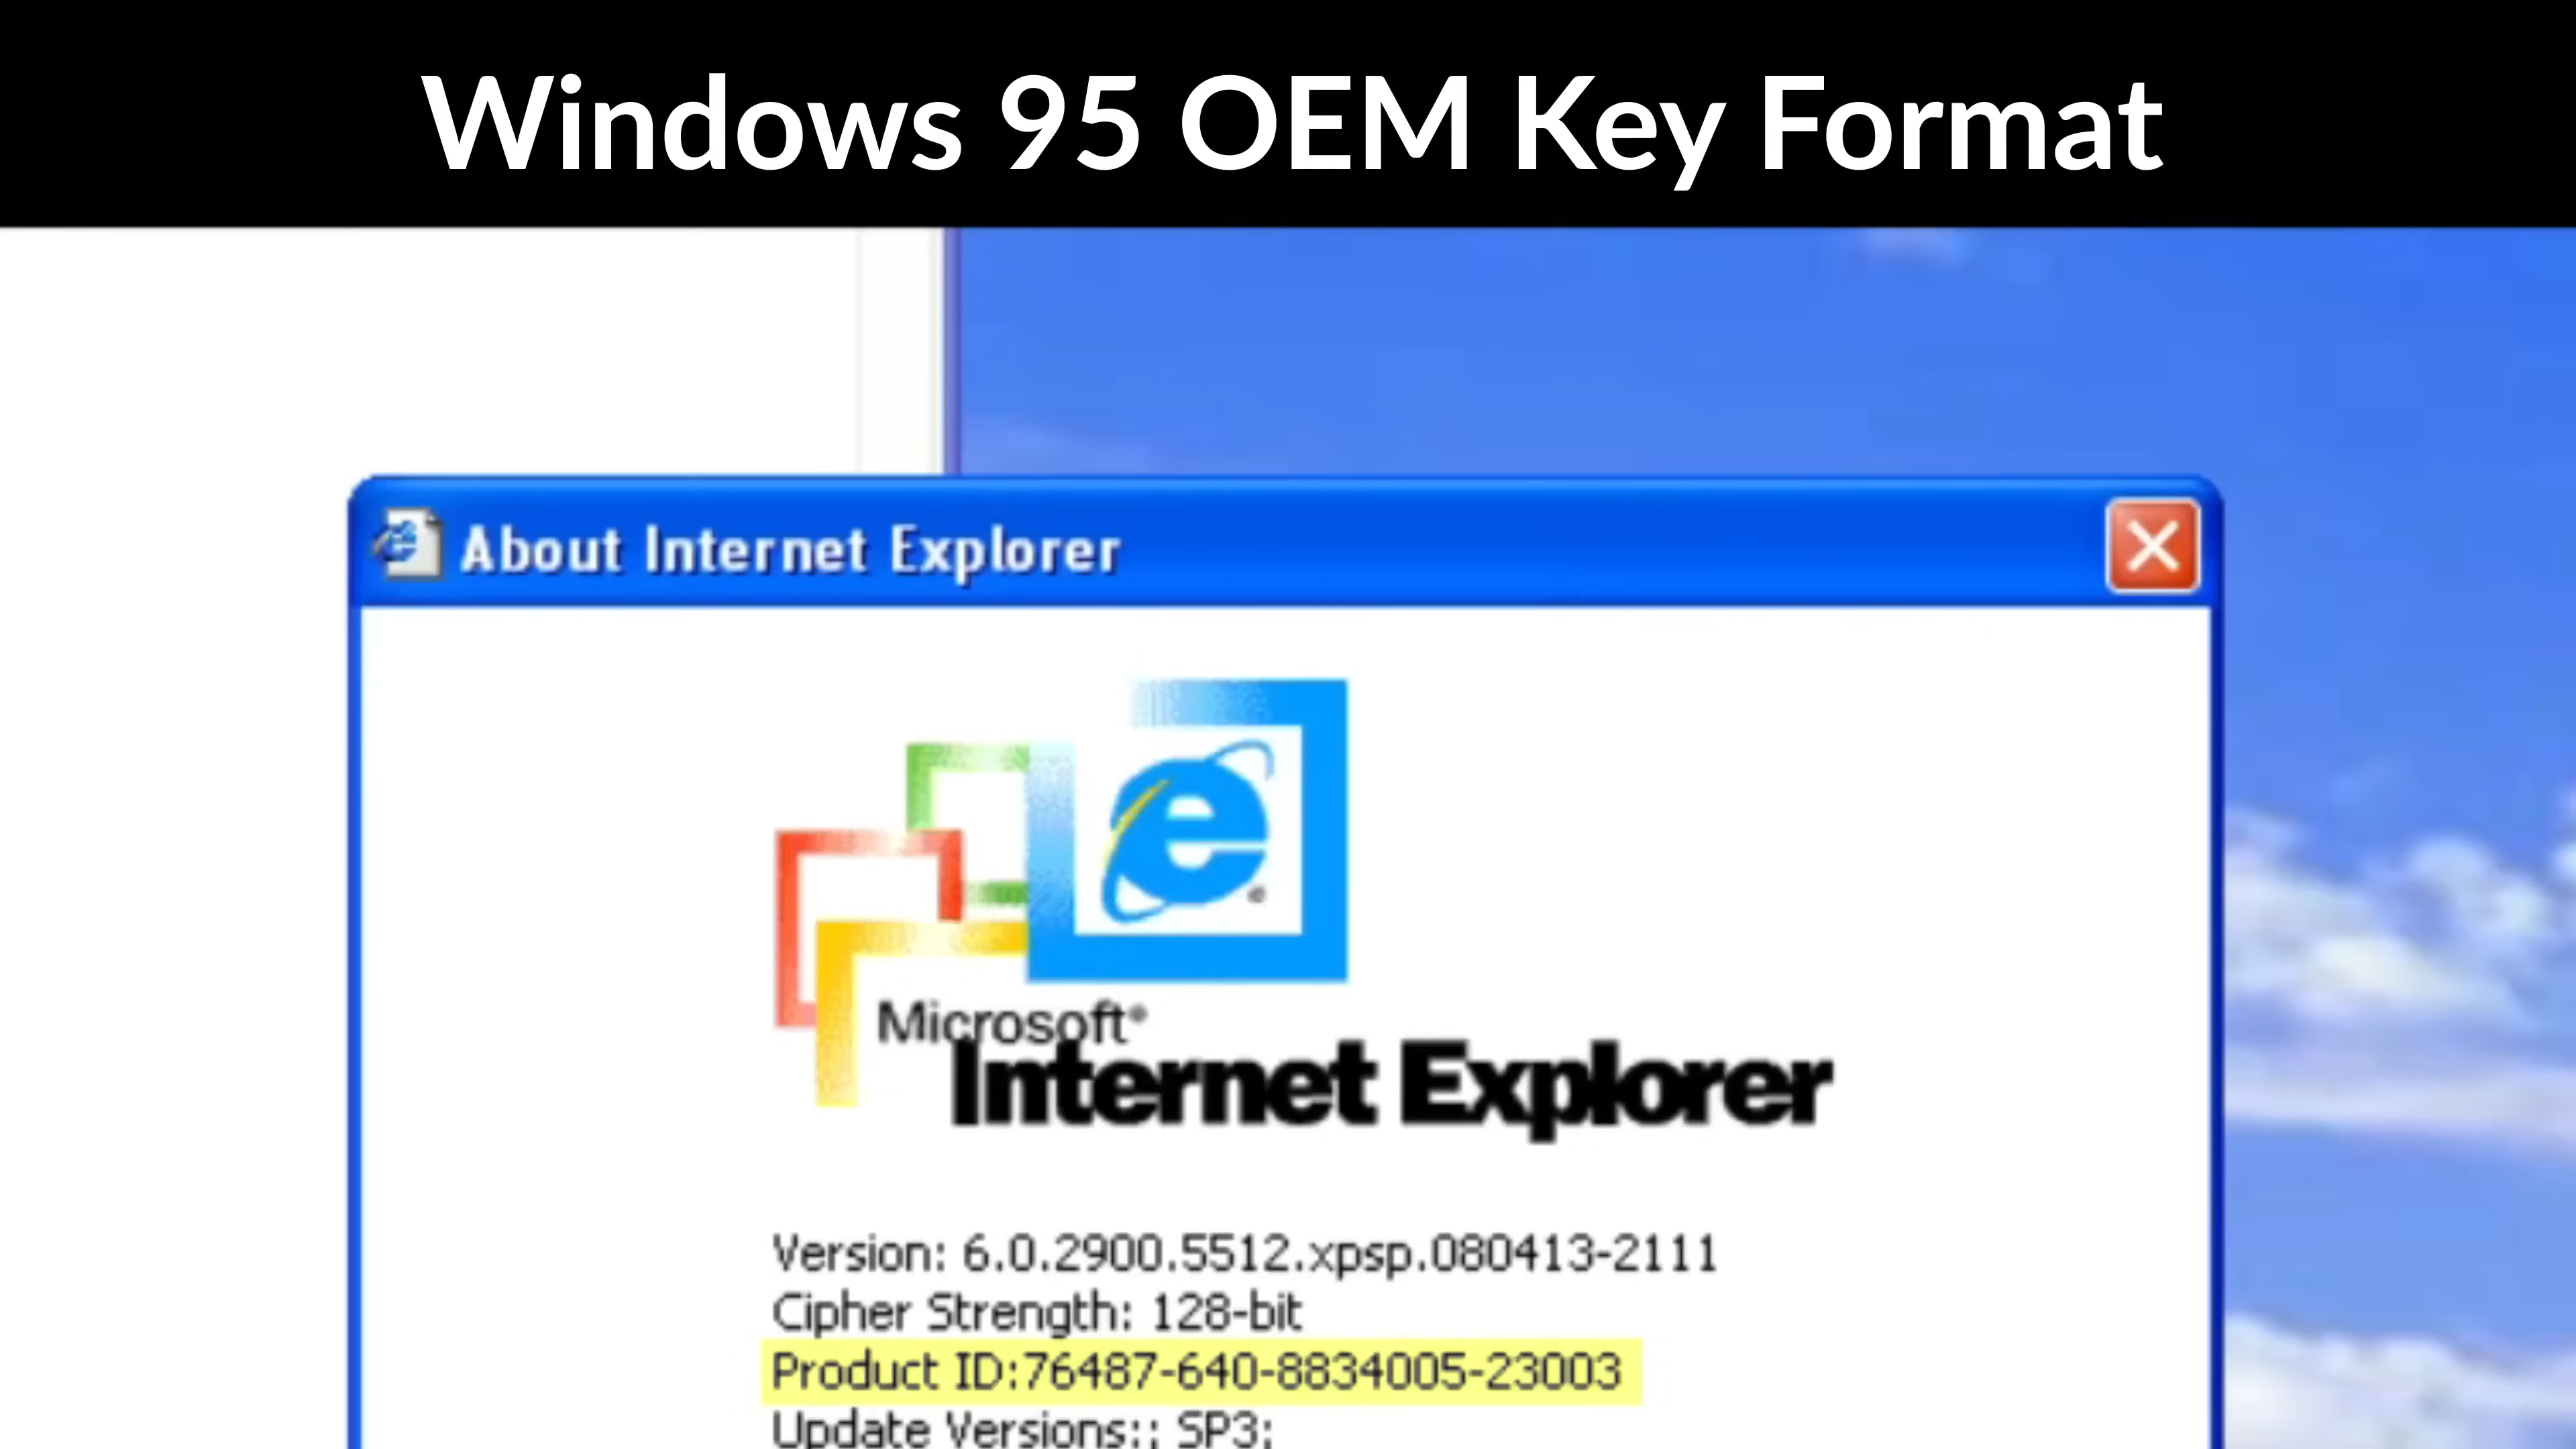 Windows 95 OEM Key Format
About Internet Explorer
Microsoft®
Internet Explorer
Version: 6.0.2900.5512.xpsp.080413-2111
Cipher Strength: 128-bit
Product ID:76487-640-8834005-23003
Update Versions:; SP3;